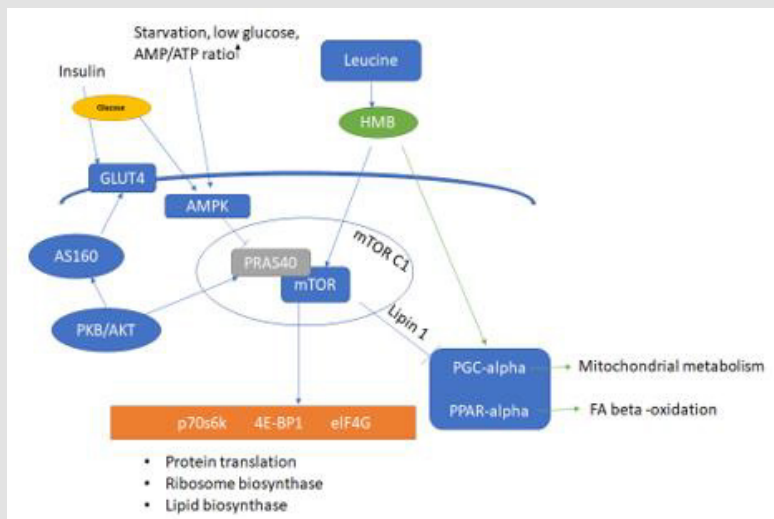 Starvation, low glucose,
AMP/ATP ratio
Insulin
Leucine
Glucose
HMB
GLUT4
AMPK
mTOR C1
AS160
PRAS40
mTOR
PKB/AKT
Lipin 1
PGC-alpha
Mitochondrial metabolism
PPAR-alpha
FA beta -oxidation
p70s6k 4E-BP1 eIF4G
• Protein translation
• Ribosome biosynthase
• Lipid biosynthase